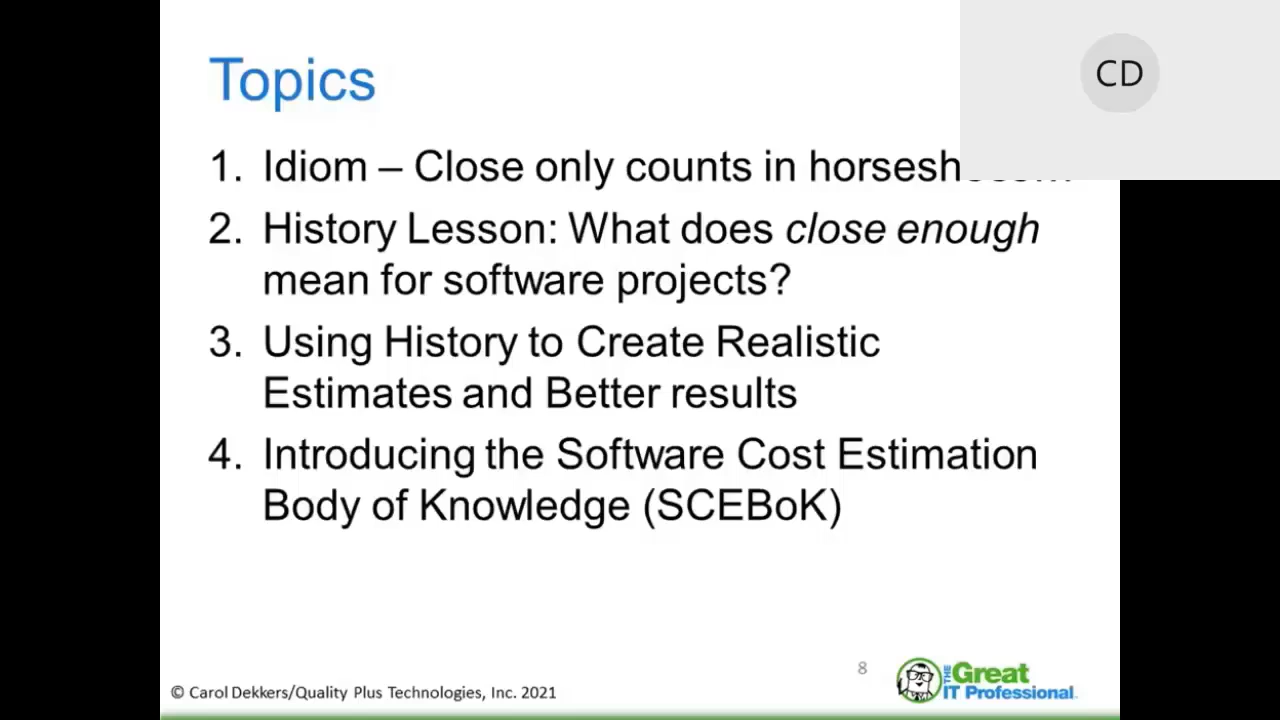 Topics
CD
1. Idiom – Close only counts in
2. History Lesson: What does close enough
mean for software projects?
3. Using History to Create Realistic
Estimates and Better results
4. Introducing the Software Cost Estimation
Body of Knowledge (SCEBoK)
8
THE Great
IT Professional
© Carol Dekkers/Quality Plus Technologies, Inc. 2021